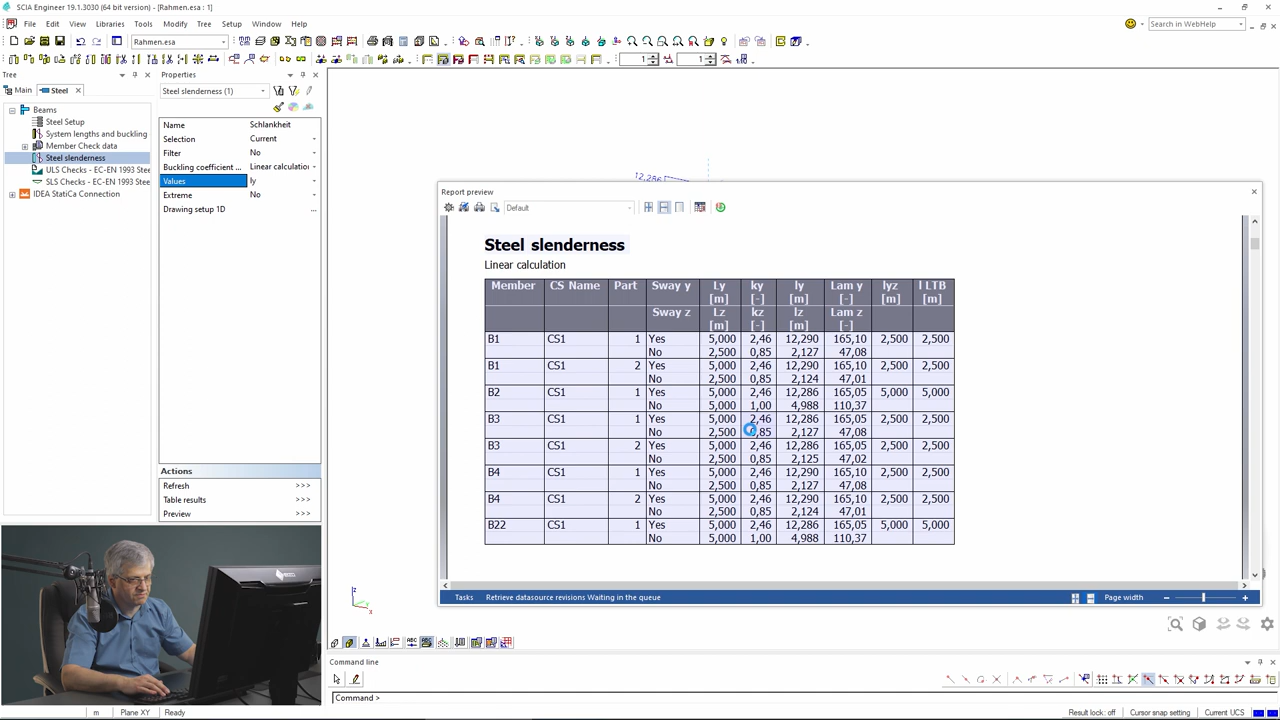 SCIA Engineer 19.1.3030 (64 bit version) - [Rahmen.esa : 1]
File Edit View Libraries Tools Modify Tree Setup Window Help
Search in WebHelp
Rahmen.esa
1 1
Tree
Main Steel
Beams
Steel Setup
System lengths and buckling
Member Check data
Steel slenderness
ULS Checks - EC-EN 1993 Stee
SLS Checks - EC-EN 1993 Stee
IDEA StatiCa Connection
Properties
Steel slenderness (1)
Name Schlankheit
Selection Current
Filter No
Buckling coefficient ... Linear calculation
Values ly
Extreme No
Drawing setup 1D ...
Actions
Refresh >>>
Table results >>>
Preview >>>
12,286
Report preview
Default
Steel slenderness
Linear calculation
Member CS Name Part Sway y Ly [m] ky [-] ly [m] Lam y [-] lyz [m] l LTB [m]
Sway z Lz [m] kz [-] lz [m] Lam z [-]
B1 CS1 1 Yes 5,000 2,46 12,290 165,10 2,500 2,500
No 2,500 0,85 2,127 47,08
B1 CS1 2 Yes 5,000 2,46 12,290 165,10 2,500 2,500
No 2,500 0,85 2,124 47,01
B2 CS1 1 Yes 5,000 2,46 12,286 165,05 5,000 5,000
No 5,000 1,00 4,988 110,37
B3 CS1 1 Yes 5,000 2,46 12,286 165,05 2,500 2,500
No 2,500 0,85 2,127 47,08
B3 CS1 2 Yes 5,000 2,46 12,286 165,05 2,500 2,500
No 2,500 0,85 2,125 47,02
B4 CS1 1 Yes 5,000 2,46 12,290 165,10 2,500 2,500
No 2,500 0,85 2,127 47,08
B4 CS1 2 Yes 5,000 2,46 12,290 165,10 2,500 2,500
No 2,500 0,85 2,124 47,01
B22 CS1 1 Yes 5,000 2,46 12,286 165,05 5,000 5,000
No 5,000 1,00 4,988 110,37
Tasks Retrieve datasource revisions Waiting in the queue Page width
z
y
x
ABC
Command line
Command >
m Plane XY Ready Result lock: off Cursor snap setting Current UCS